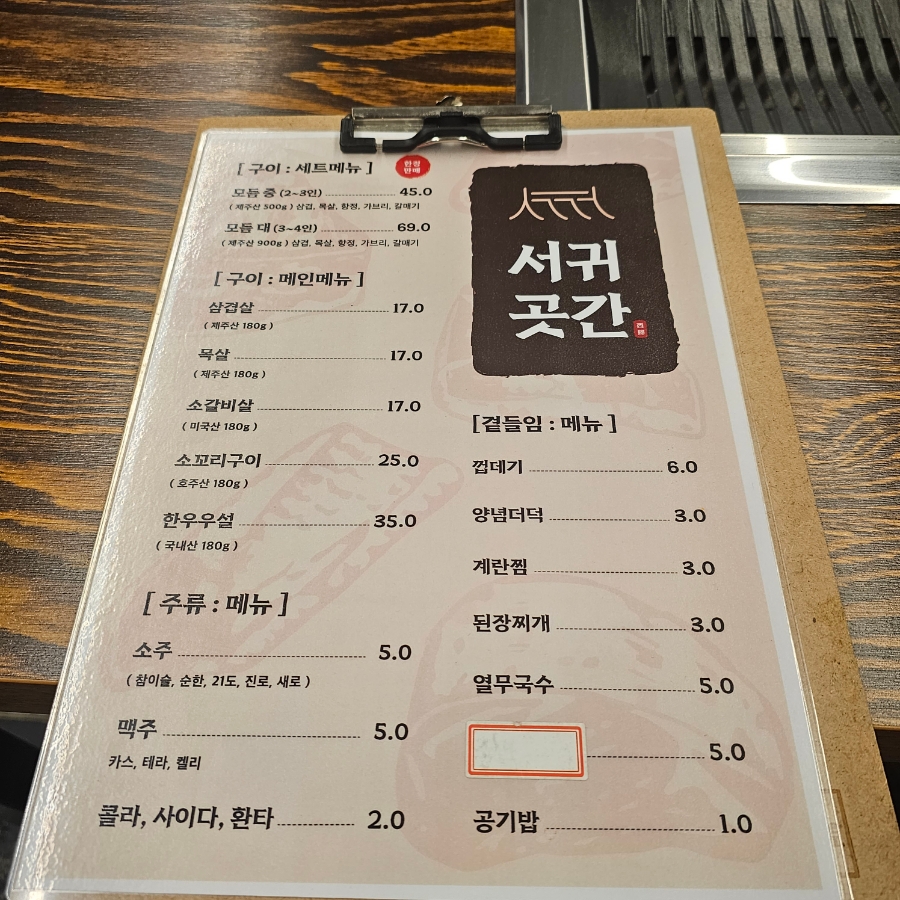 [ 구이 : 세트메뉴 ]
한정
판매
모듬 중 (2~3인) 45.0
( 제주산 500g ) 삼겹, 목살, 항정, 가브리, 갈매기
모듬 대 (3~4인) 69.0
( 제주산 900g ) 삼겹, 목살, 항정, 가브리, 갈매기
[ 구이 : 메인메뉴 ]
삼겹살 17.0
( 제주산 180g )
목살 17.0
( 제주산 180g )
소갈비살 17.0
( 미국산 180g )
소꼬리구이 25.0
( 호주산 180g )
한우우설 35.0
( 국내산 180g )
[ 주류 : 메뉴 ]
소주 5.0
( 참이슬, 순한, 21도, 진로, 새로 )
맥주 5.0
카스, 테라, 켈리
콜라, 사이다, 환타 2.0
서귀
곳간
[ 곁들임 : 메뉴 ]
껍데기 6.0
양념더덕 3.0
계란찜 3.0
된장찌개 3.0
열무국수 5.0
5.0
공기밥 1.0